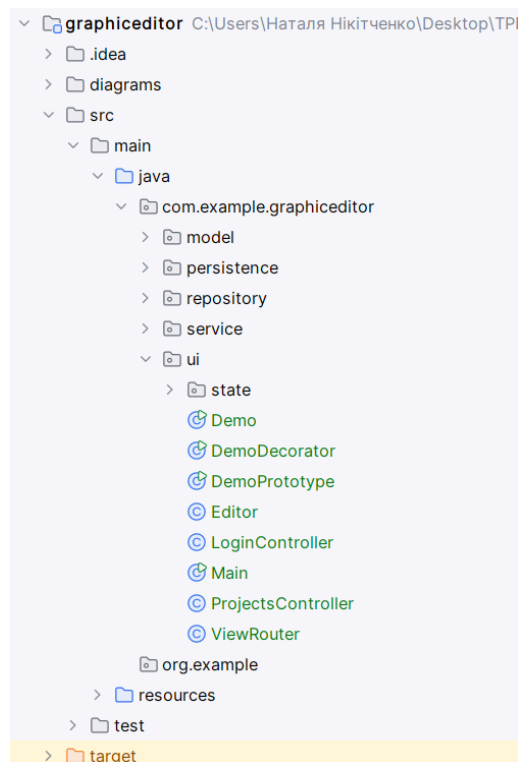 graphiceditor C:\Users\Наталя Нікітченко\Desktop\TP
.idea
diagrams
src
main
java
com.example.graphiceditor
model
persistence
repository
service
ui
state
Demo
DemoDecorator
DemoPrototype
Editor
LoginController
Main
ProjectsController
ViewRouter
org.example
resources
test
target